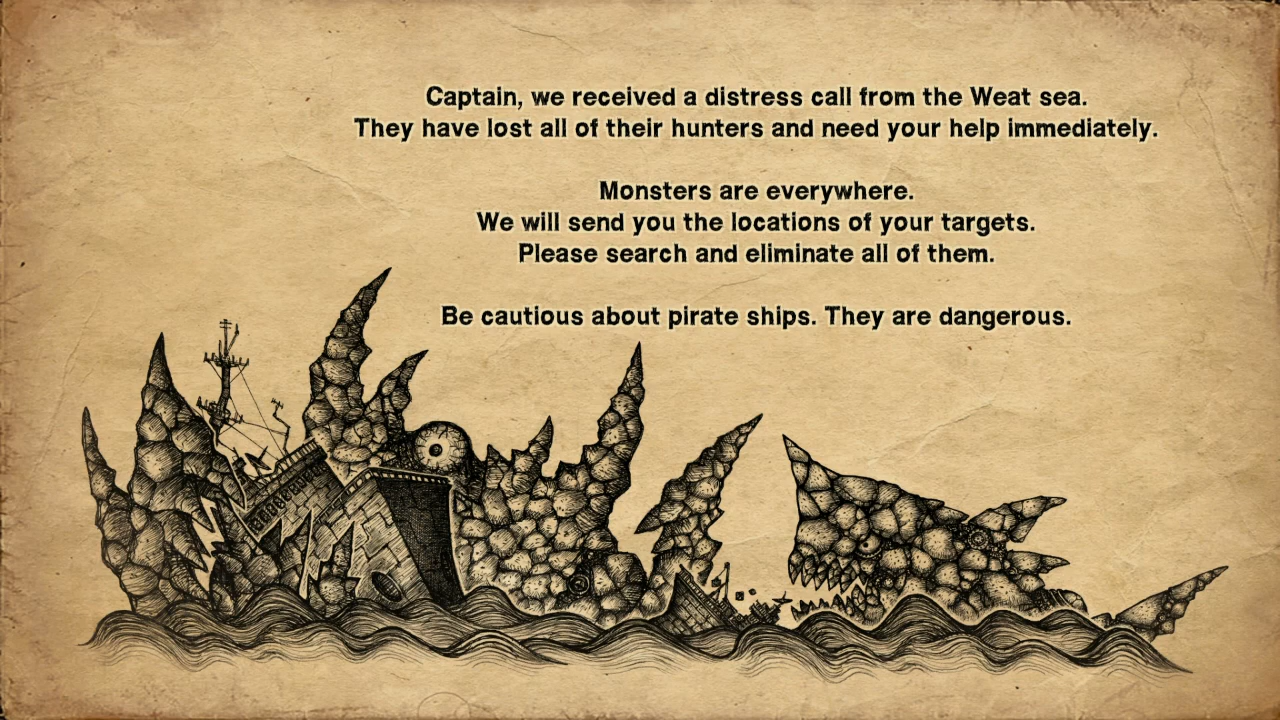 Captain, we received a distress call from the Weat sea.
They have lost all of their hunters and need your help immediately.
Monsters are everywhere.
We will send you the locations of your targets.
Please search and eliminate all of them.
Be cautious about pirate ships. They are dangerous.